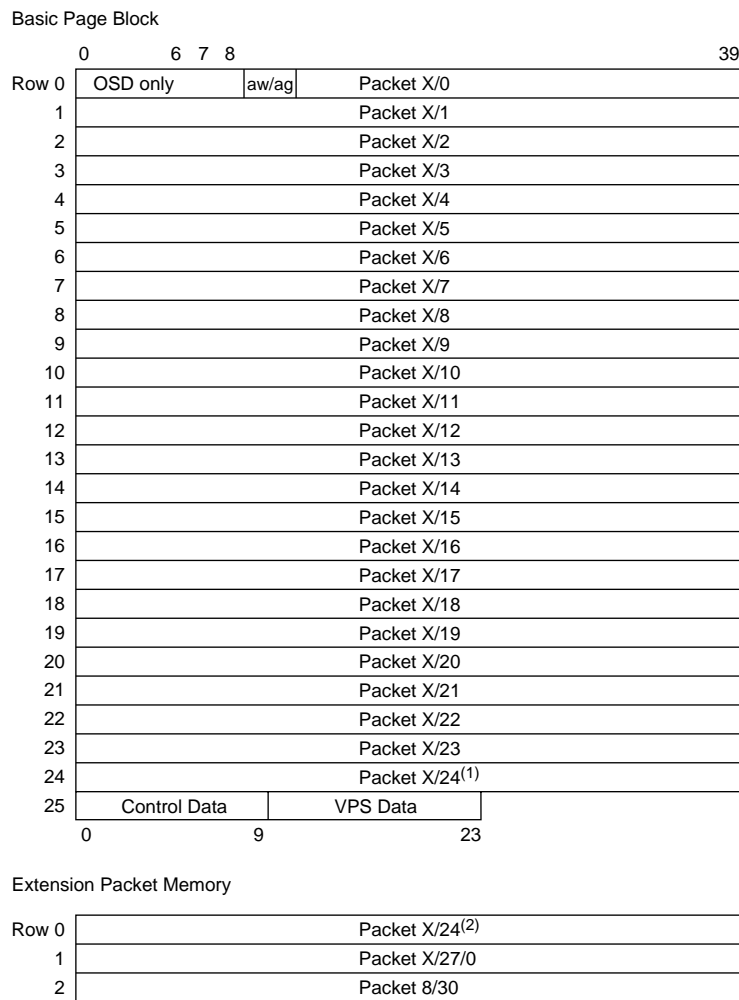 Basic Page Block
0 6 7 8 39
Row 0 OSD only aw/ag Packet X/0
1 Packet X/1
2 Packet X/2
3 Packet X/3
4 Packet X/4
5 Packet X/5
6 Packet X/6
7 Packet X/7
8 Packet X/8
9 Packet X/9
10 Packet X/10
11 Packet X/11
12 Packet X/12
13 Packet X/13
14 Packet X/14
15 Packet X/15
16 Packet X/16
17 Packet X/17
18 Packet X/18
19 Packet X/19
20 Packet X/20
21 Packet X/21
22 Packet X/22
23 Packet X/23
24 Packet X/24(1)
25 Control Data VPS Data
0 9 23
Extension Packet Memory
Row 0 Packet X/24(2)
1 Packet X/27/0
2 Packet 8/30